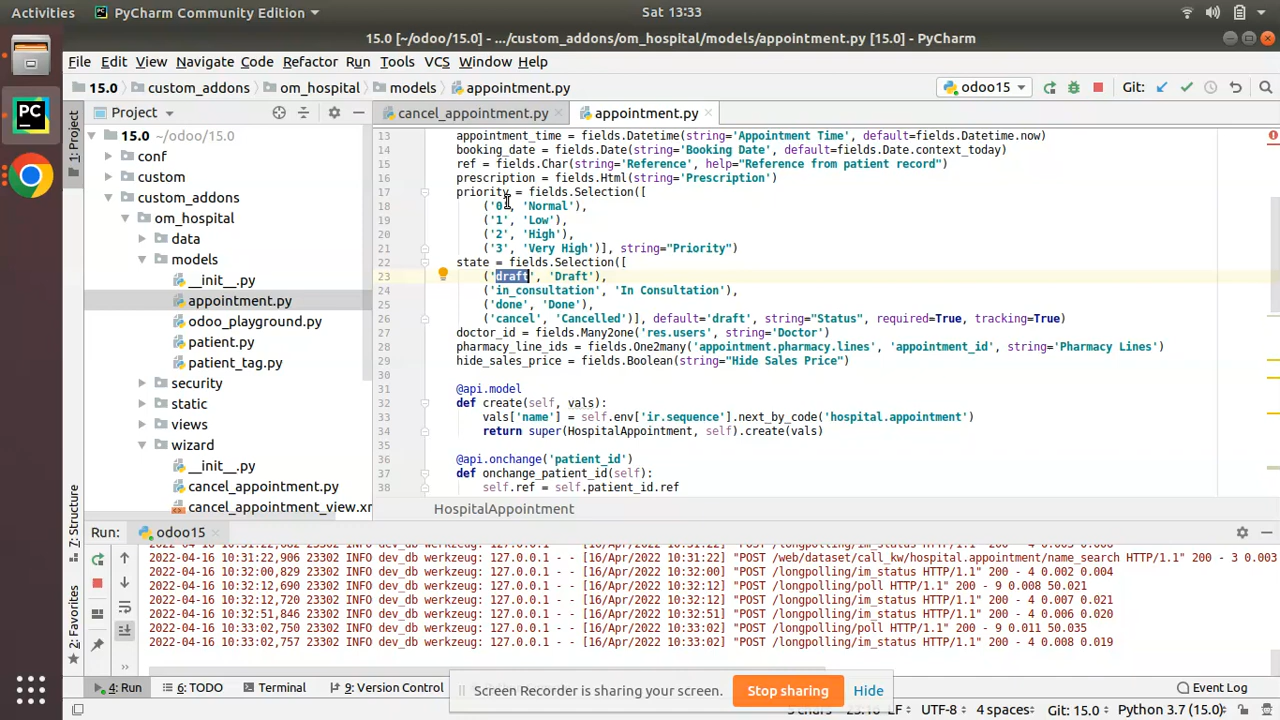 Activities PyCharm Community Edition Sat 13:33
15.0 [~/odoo/15.0] - .../custom_addons/om_hospital/models/appointment.py [15.0] - PyCharm
File Edit View Navigate Code Refactor Run Tools VCS Window Help
15.0 custom_addons om_hospital models appointment.py odoo15 Git:
Project cancel_appointment.py appointment.py
1: Project
15.0 ~/odoo/15.0
conf
custom
custom_addons
om_hospital
data
models
__init__.py
appointment.py
odoo_playground.py
patient.py
patient_tag.py
security
static
views
wizard
__init__.py
cancel_appointment.py
cancel_appointment_view.xr
13 appointment_time = fields.Datetime(string='Appointment Time', default=fields.Datetime.now)
14 booking_date = fields.Date(string='Booking Date', default=fields.Date.context_today)
15 ref = fields.Char(string='Reference', help="Reference from patient record")
16 prescription = fields.Html(string='Prescription')
17 priority = fields.Selection([
18 ('0', 'Normal'),
19 ('1', 'Low'),
20 ('2', 'High'),
21 ('3', 'Very High')], string="Priority")
22 state = fields.Selection([
23 ('draft', 'Draft'),
24 ('in_consultation', 'In Consultation'),
25 ('done', 'Done'),
26 ('cancel', 'Cancelled')], default='draft', string="Status", required=True, tracking=True)
27 doctor_id = fields.Many2one('res.users', string='Doctor')
28 pharmacy_line_ids = fields.One2many('appointment.pharmacy.lines', 'appointment_id', string='Pharmacy Lines')
29 hide_sales_price = fields.Boolean(string="Hide Sales Price")
30
31 @api.model
32 def create(self, vals):
33 vals['name'] = self.env['ir.sequence'].next_by_code('hospital.appointment')
34 return super(HospitalAppointment, self).create(vals)
35
36 @api.onchange('patient_id')
37 def onchange_patient_id(self):
38 self.ref = self.patient_id.ref
HospitalAppointment
7: Structure
2: Favorites
Run: odoo15
2022-04-16 10:31:22,906 23302 INFO dev_db werkzeug: 127.0.0.1 - - [16/Apr/2022 10:31:22] "POST /web/dataset/call_kw/hospital.appointment/name_search HTTP/1.1" 200 - 3 0.003
2022-04-16 10:32:00,829 23302 INFO dev_db werkzeug: 127.0.0.1 - - [16/Apr/2022 10:32:00] "POST /longpolling/im_status HTTP/1.1" 200 - 4 0.002 0.004
2022-04-16 10:32:12,690 23302 INFO dev_db werkzeug: 127.0.0.1 - - [16/Apr/2022 10:32:12] "POST /longpolling/poll HTTP/1.1" 200 - 9 0.008 50.021
2022-04-16 10:32:12,720 23302 INFO dev_db werkzeug: 127.0.0.1 - - [16/Apr/2022 10:32:12] "POST /longpolling/im_status HTTP/1.1" 200 - 4 0.007 0.021
2022-04-16 10:32:51,846 23302 INFO dev_db werkzeug: 127.0.0.1 - - [16/Apr/2022 10:32:51] "POST /longpolling/im_status HTTP/1.1" 200 - 4 0.006 0.020
2022-04-16 10:33:02,750 23302 INFO dev_db werkzeug: 127.0.0.1 - - [16/Apr/2022 10:33:02] "POST /longpolling/poll HTTP/1.1" 200 - 9 0.011 50.035
2022-04-16 10:33:02,757 23302 INFO dev_db werkzeug: 127.0.0.1 - - [16/Apr/2022 10:33:02] "POST /longpolling/im_status HTTP/1.1" 200 - 4 0.008 0.019
4: Run 6: TODO Terminal 9: Version Control Event Log
Screen Recorder is sharing your screen. Stop sharing Hide
LF UTF-8 4 spaces Git: 15.0 Python 3.7 (15.0)